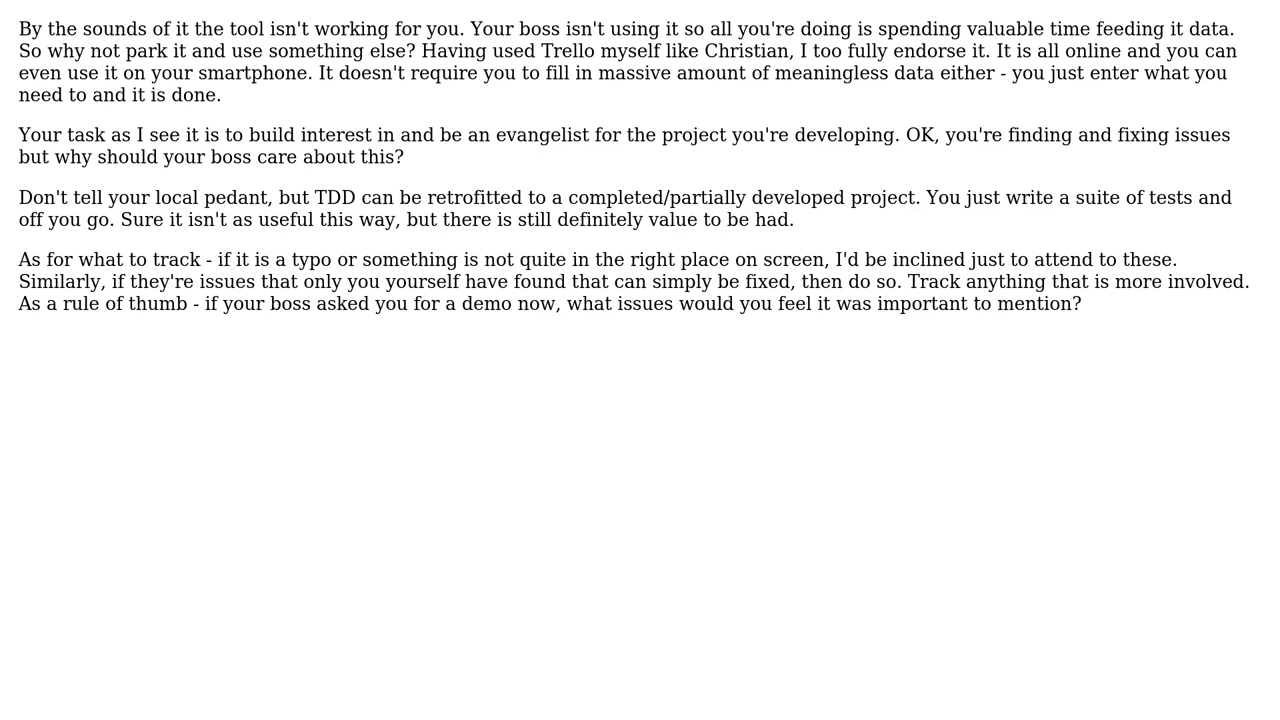 By the sounds of it the tool isn't working for you. Your boss isn't using it so all you're doing is spending valuable time feeding it data.
So why not park it and use something else? Having used Trello myself like Christian, I too fully endorse it. It is all online and you can
even use it on your smartphone. It doesn't require you to fill in massive amount of meaningless data either - you just enter what you
need to and it is done.
Your task as I see it is to build interest in and be an evangelist for the project you're developing. OK, you're finding and fixing issues
but why should your boss care about this?
Don't tell your local pedant, but TDD can be retrofitted to a completed/partially developed project. You just write a suite of tests and
off you go. Sure it isn't as useful this way, but there is still definitely value to be had.
As for what to track - if it is a typo or something is not quite in the right place on screen, I'd be inclined just to attend to these.
Similarly, if they're issues that only you yourself have found that can simply be fixed, then do so. Track anything that is more involved.
As a rule of thumb - if your boss asked you for a demo now, what issues would you feel it was important to mention?